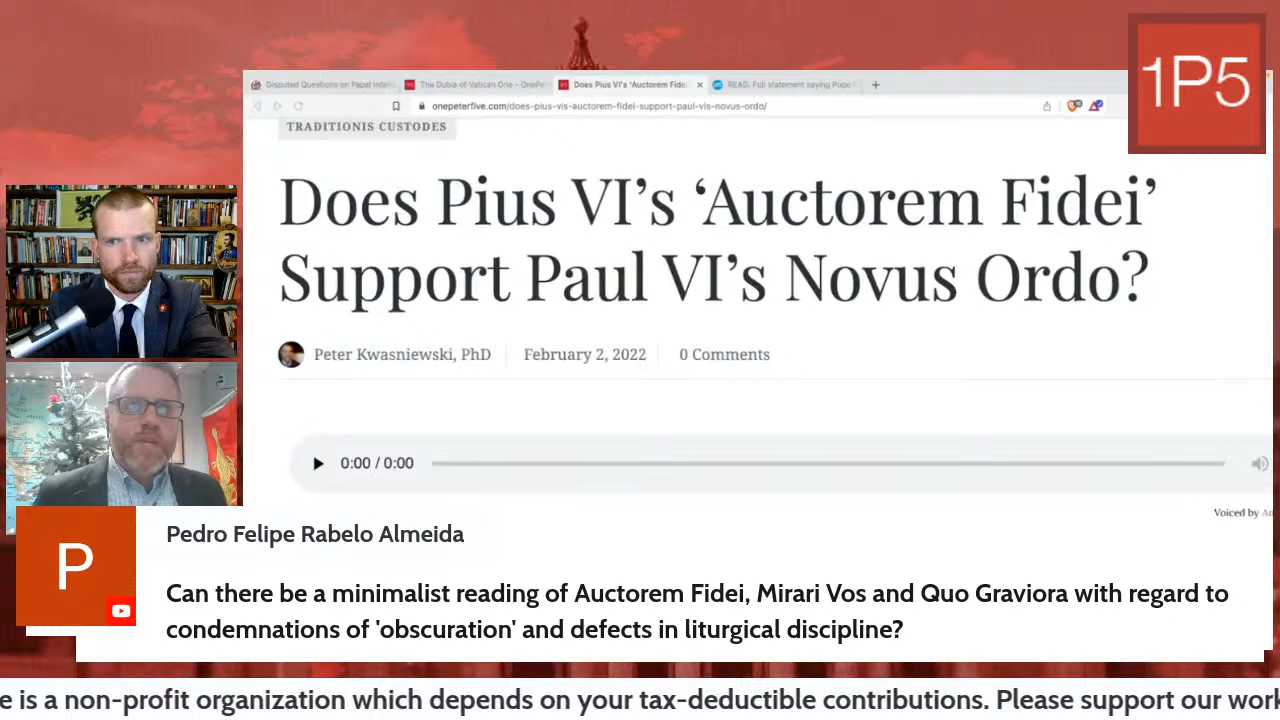 1P5
Disputed Questions on Papal Infal
The Dubia of Vatican One - OnePe
Does Pius VI's 'Auctorem Fidei
READ: Full statement saying Pope
onepeterfive.com/does-pius-vis-auctorem-fidei-support-paul-vis-novus-ordo/
TRADITIONIS CUSTODES
Does Pius VI’s ‘Auctorem Fidei’
Support Paul VI’s Novus Ordo?
Peter Kwasniewski, PhD
February 2, 2022
0 Comments
0:00 / 0:00
Voiced by
P
Pedro Felipe Rabelo Almeida
Can there be a minimalist reading of Auctorem Fidei, Mirari Vos and Quo Graviora with regard to
condemnations of 'obscuration' and defects in liturgical discipline?
e is a non-profit organization which depends on your tax-deductible contributions. Please support our work